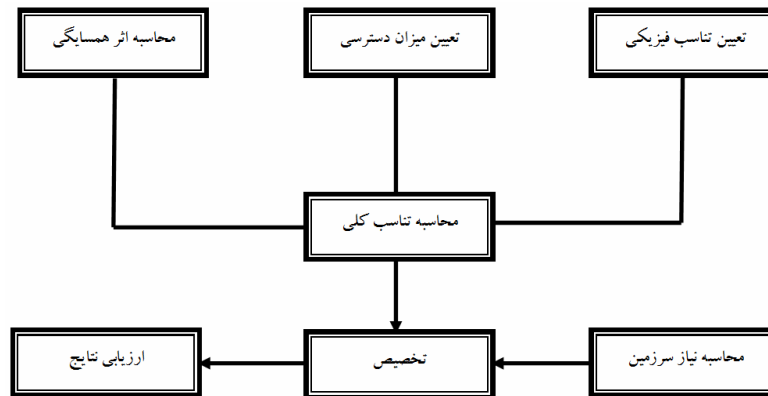 تعیین تناسب فیزیکی
تعیین میزان دسترسی
محاسبه اثر همسایگی
محاسبه تناسب کلی
محاسبه نیاز سرزمین
تخصیص
ارزیابی نتایج